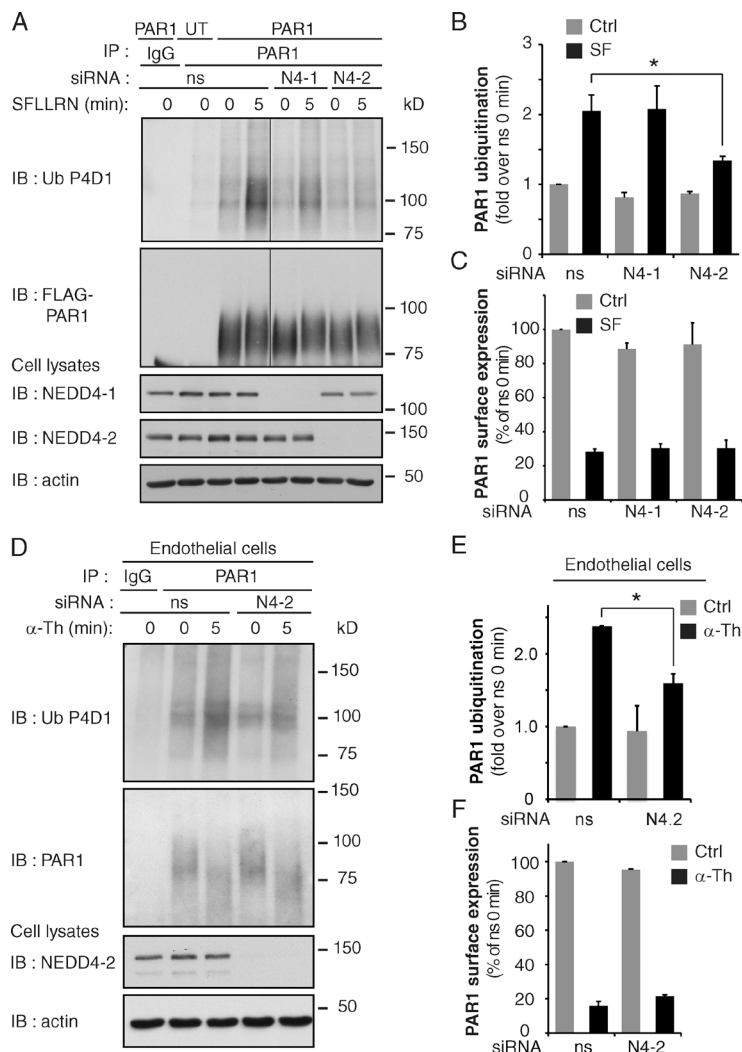 A
PAR1 UT PAR1
IP : IgG PAR1
siRNA : ns N4-1 N4-2
SFLLRN (min): 0 0 0 5 0 5 0 5 kD
IB : Ub P4D1
150
100
75
IB : FLAG-
PAR1
100
75
Cell lysates
IB : NEDD4-1
100
IB : NEDD4-2
150
IB : actin
50
B
Ctrl
SF
*
PAR1 ubiquitination
(fold over ns 0 min)
3
2
1
0
siRNA ns N4-1 N4-2
C
Ctrl
SF
PAR1 surface expression
(% of ns 0 min)
100
80
60
40
20
0
siRNA ns N4-1 N4-2
D
Endothelial cells
IP : IgG PAR1
siRNA : ns N4-2
α-Th (min): 0 0 5 0 5 kD
IB : Ub P4D1
150
100
75
IB : PAR1
150
100
75
Cell lysates
IB : NEDD4-2
150
IB : actin
50
E
Endothelial cells
Ctrl
α-Th
*
PAR1 ubiquitination
(fold over ns 0 min)
2.0
1.0
0
siRNA ns N4.2
F
Ctrl
α-Th
PAR1 surface expression
(% of ns 0 min)
100
80
60
40
20
0
siRNA ns N4-2